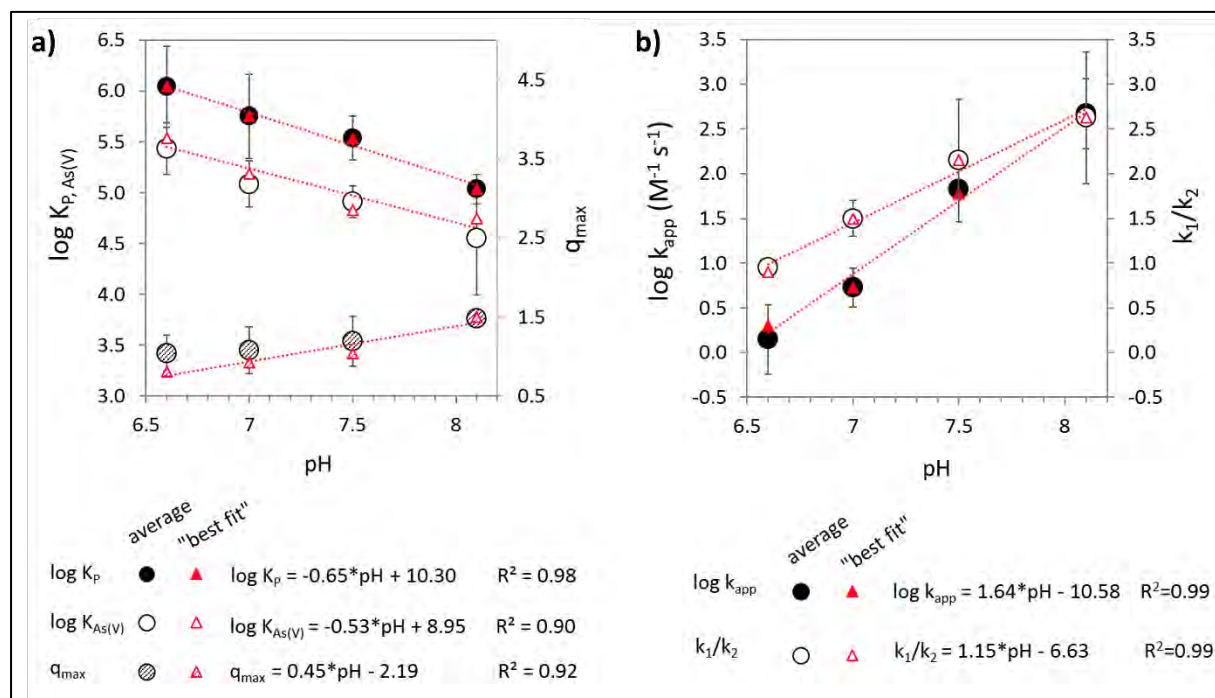 a)
6.5
6.0
5.5
5.0
4.5
4.0
3.5
3.0
log K_P, As(V)
4.5
3.5
2.5
1.5
0.5
q_max
6.5 7 7.5 8
pH
b)
3.5
3.0
2.5
2.0
1.5
1.0
0.5
0.0
-0.5
log k_app (M⁻¹ s⁻¹)
3.5
3.0
2.5
2.0
1.5
1.0
0.5
0.0
-0.5
k₁/k₂
6.5 7 7.5 8
pH
average "best fit"
log K_P log K_P = -0.65*pH + 10.30 R² = 0.98
log K_As(V) log K_As(V) = -0.53*pH + 8.95 R² = 0.90
q_max q_max = 0.45*pH - 2.19 R² = 0.92
average "best fit"
log k_app log k_app = 1.64*pH - 10.58 R²=0.99
k₁/k₂ k₁/k₂ = 1.15*pH - 6.63 R²=0.99